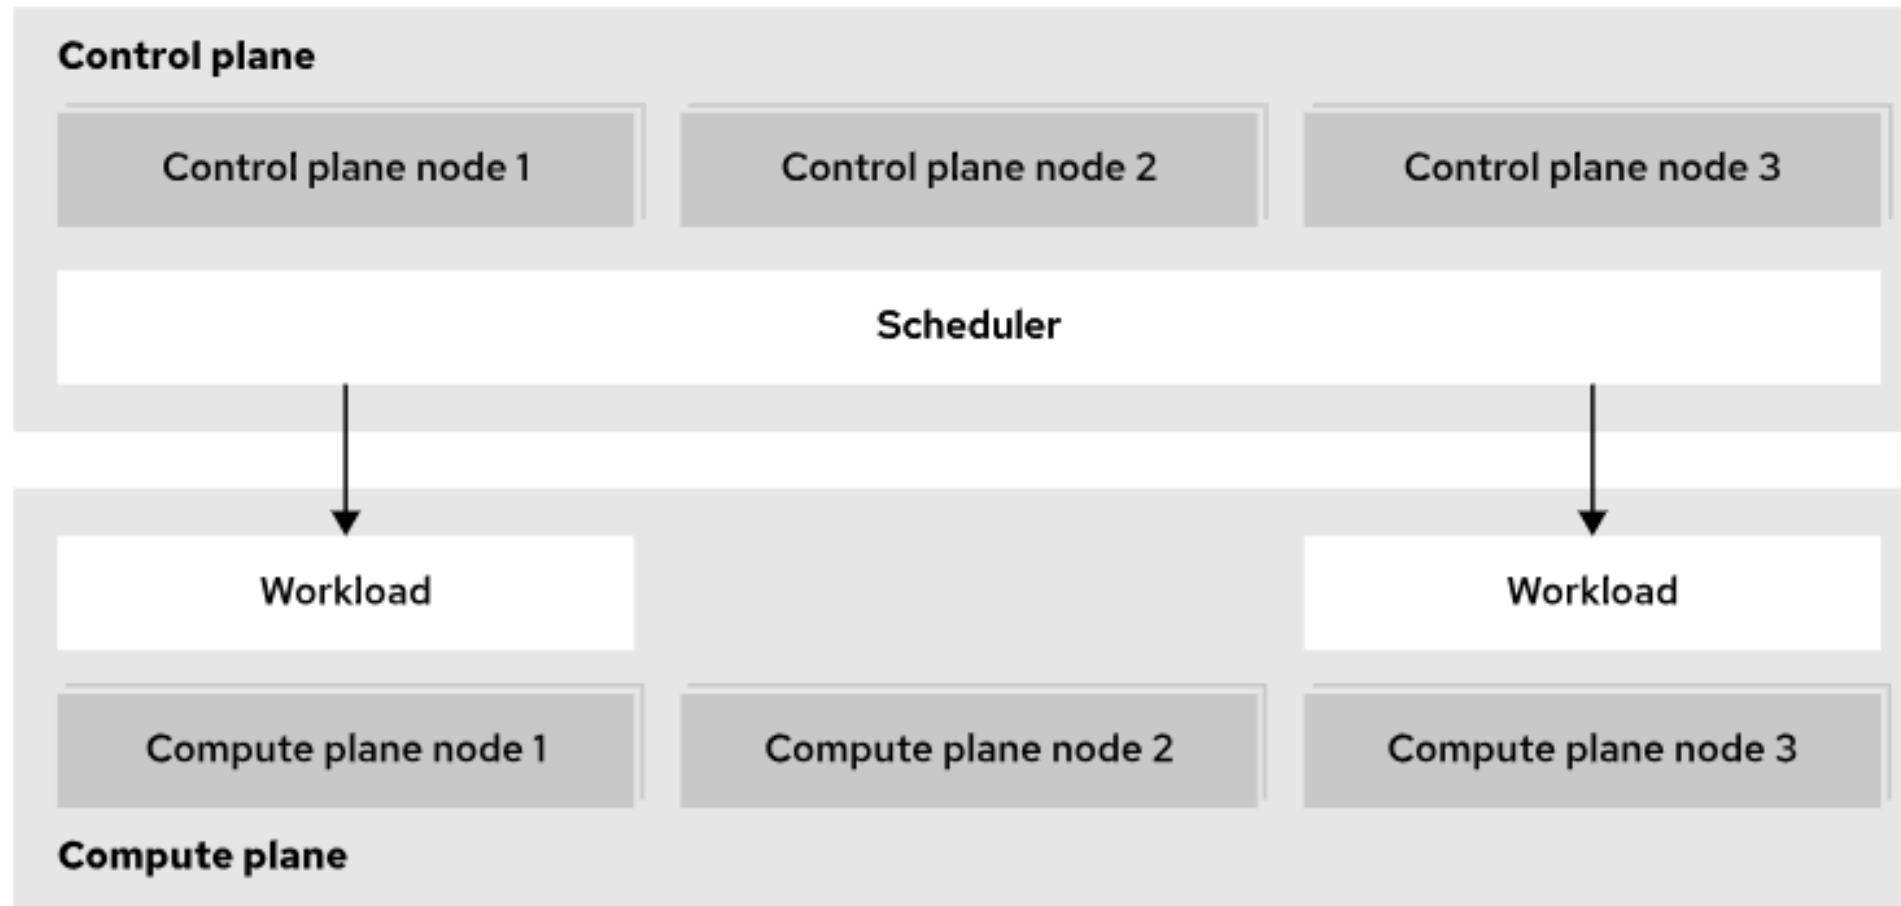 Control plane
Control plane node 1
Control plane node 2
Control plane node 3
Scheduler
Workload
Workload
Compute plane node 1
Compute plane node 2
Compute plane node 3
Compute plane